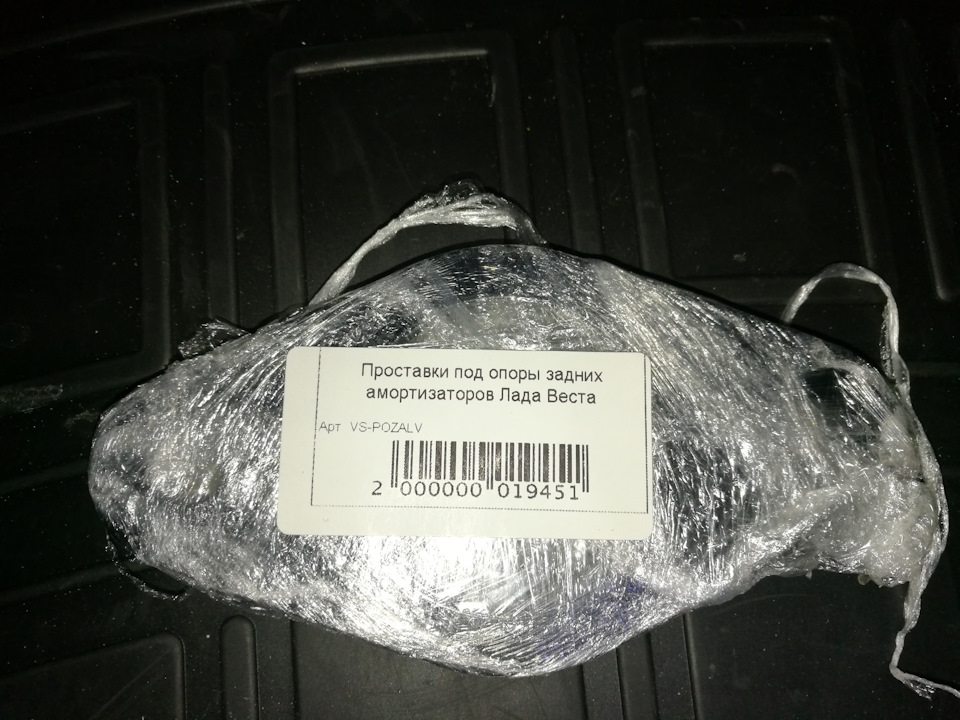 Проставки под опоры задних
амортизаторов Лада Веста
Арт VS-POZALV
2 000000 019451